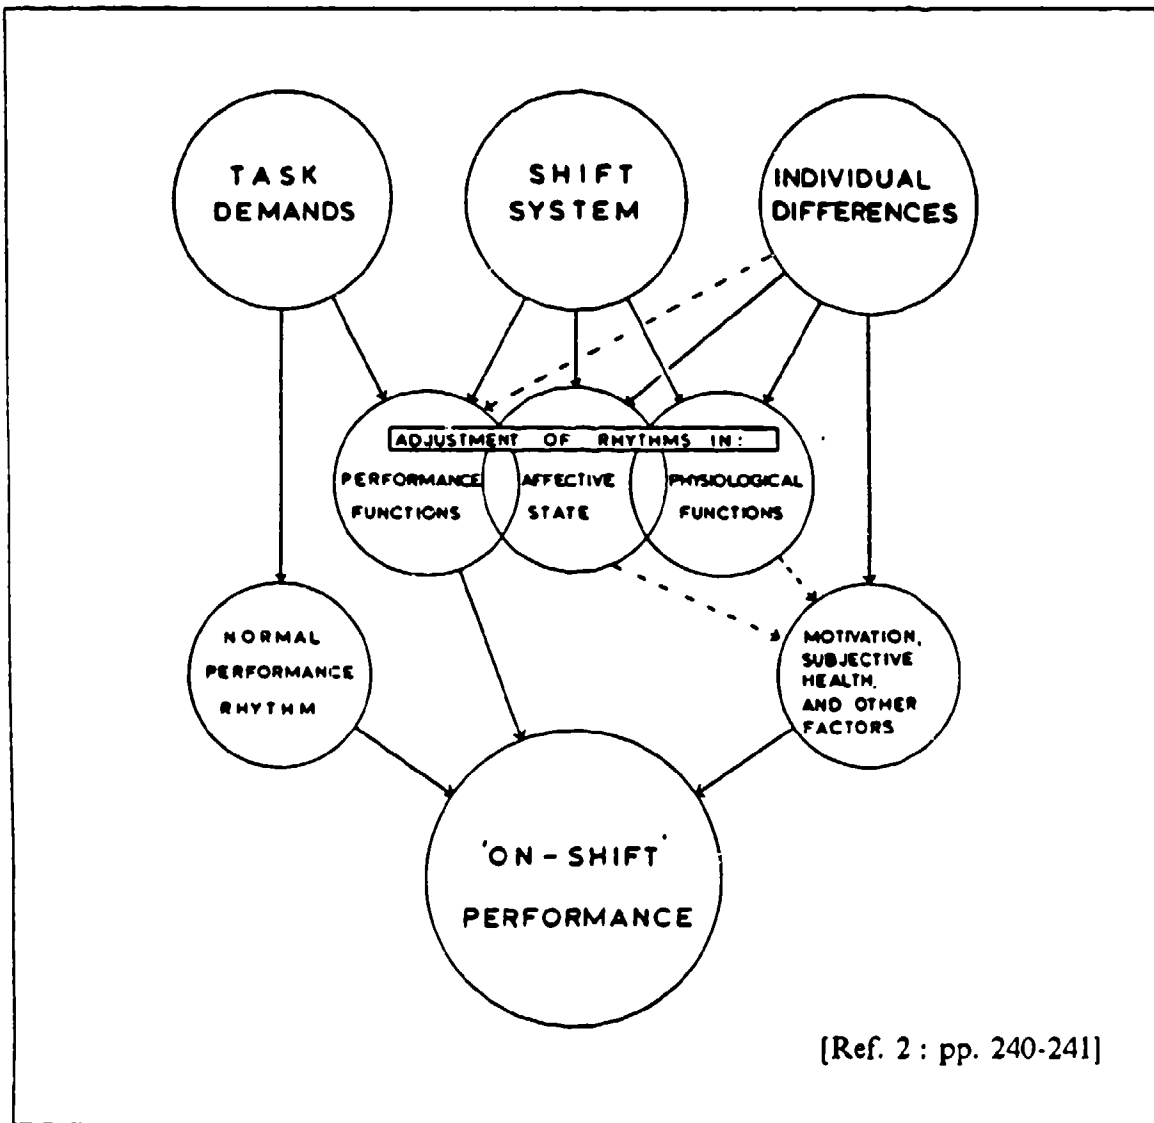 TASK
DEMANDS
SHIFT
SYSTEM
INDIVIDUAL
DIFFERENCES
ADJUSTMENT OF RHYTHMS IN:
PERFORMANCE
FUNCTIONS
AFFECTIVE
STATE
PHYSIOLOGICAL
FUNCTIONS
NORMAL
PERFORMANCE
RHYTHM
MOTIVATION,
SUBJECTIVE
HEALTH,
AND OTHER
FACTORS
'ON-SHIFT'
PERFORMANCE
[Ref. 2 : pp. 240-241]